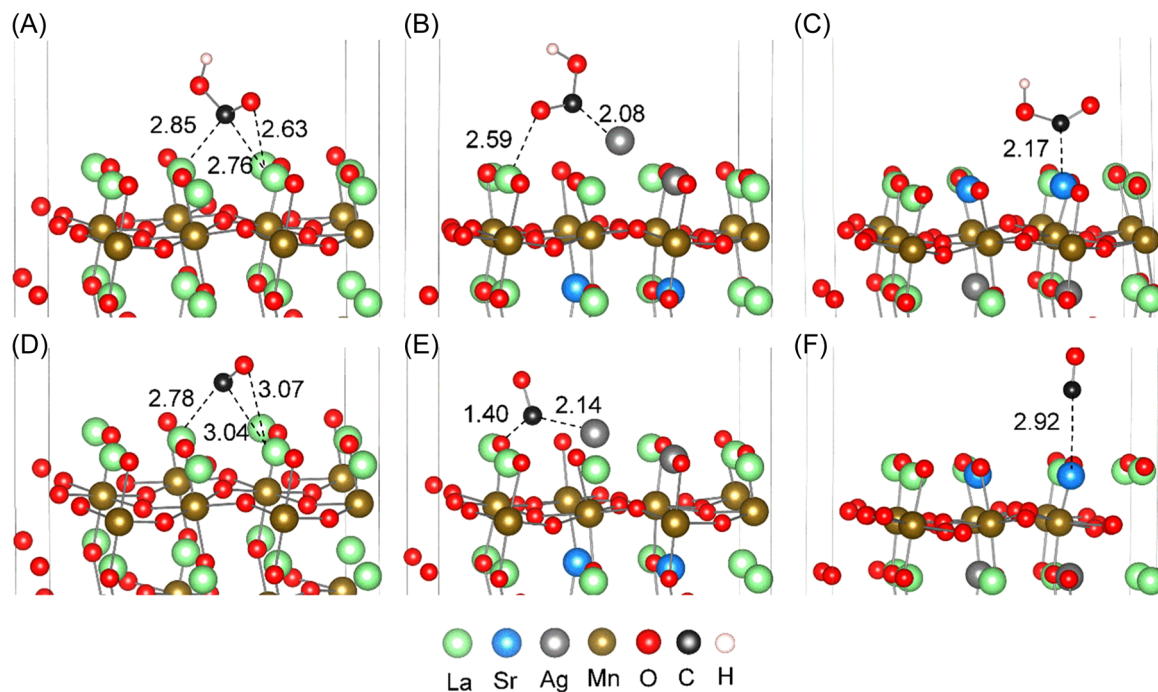 (A) (B) (C)
2.85 2.63 2.76
2.59 2.08
2.17
(D) (E) (F)
2.78 3.07 3.04
1.40 2.14
2.92
La Sr Ag Mn O C H